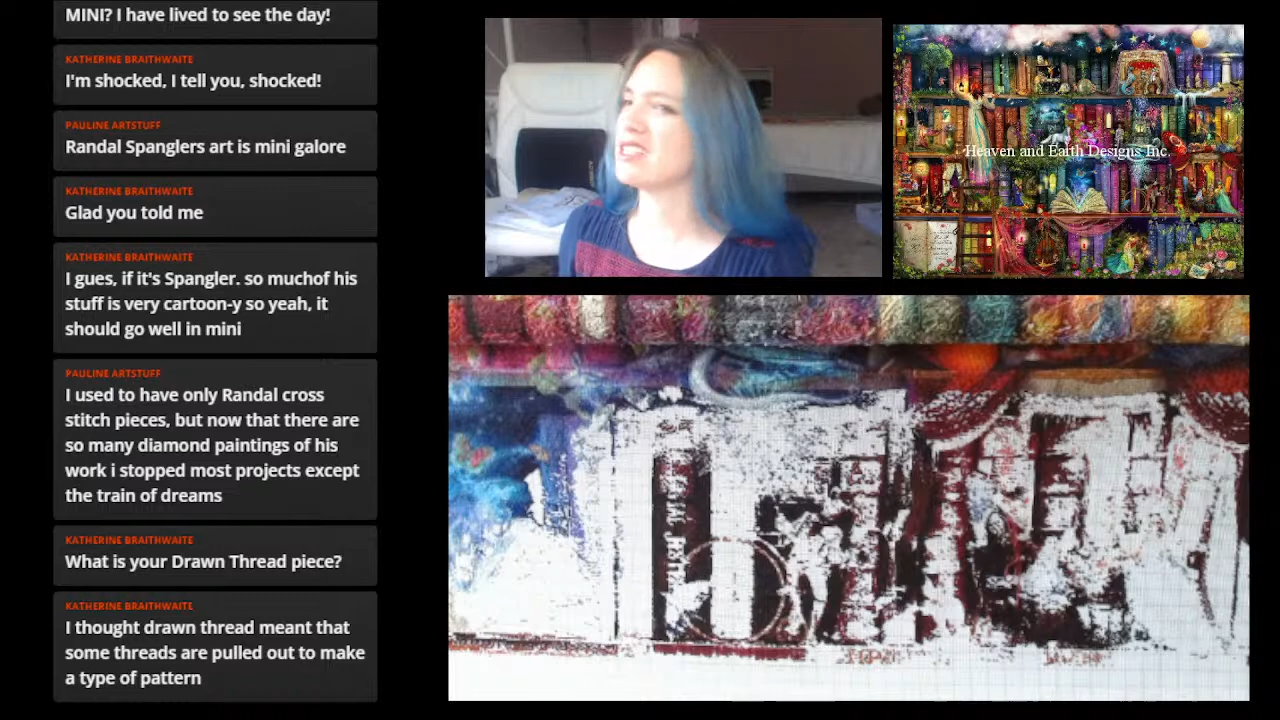 MINI? I have lived to see the day!
KATHERINE BRAITHWAITE
I'm shocked, I tell you, shocked!
PAULINE ARTSTUFF
Randal Spanglers art is mini galore
KATHERINE BRAITHWAITE
Glad you told me
KATHERINE BRAITHWAITE
I gues, if it's Spangler. so muchof his
stuff is very cartoon-y so yeah, it
should go well in mini
PAULINE ARTSTUFF
I used to have only Randal cross
stitch pieces, but now that there are
so many diamond paintings of his
work i stopped most projects except
the train of dreams
KATHERINE BRAITHWAITE
What is your Drawn Thread piece?
KATHERINE BRAITHWAITE
I thought drawn thread meant that
some threads are pulled out to make
a type of pattern
Heaven and Earth Designs Inc.